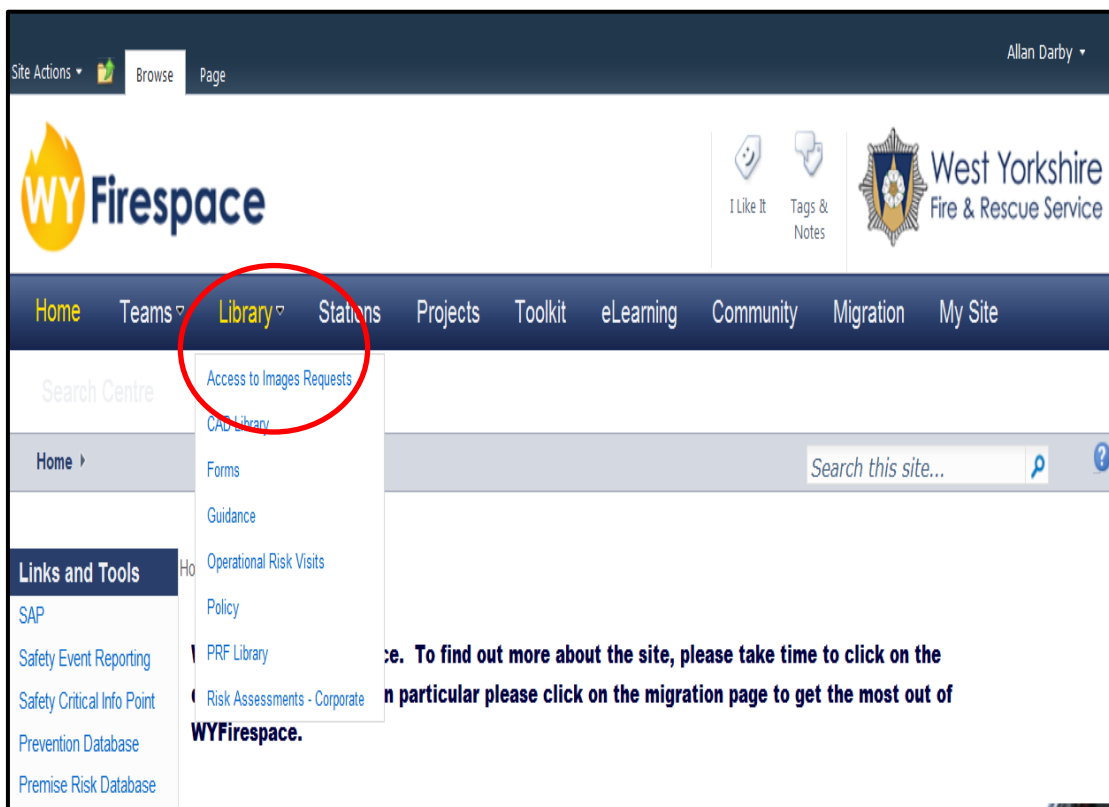 Allan Darby
Site Actions Browse Page
WY Firespace
I Like It
Tags &
Notes
West Yorkshire
Fire & Rescue Service
Home Teams Library Stations Projects Toolkit eLearning Community Migration My Site
Search Centre
Access to Images Requests
CAD Library
Forms
Guidance
Operational Risk Visits
Policy
PRF Library
Risk Assessments - Corporate
Home
Search this site...
?
Links and Tools
SAP
Safety Event Reporting
Safety Critical Info Point
Prevention Database
Premise Risk Database
Ho
ce. To find out more about the site, please take time to click on the
n particular please click on the migration page to get the most out of
WYFirespace.